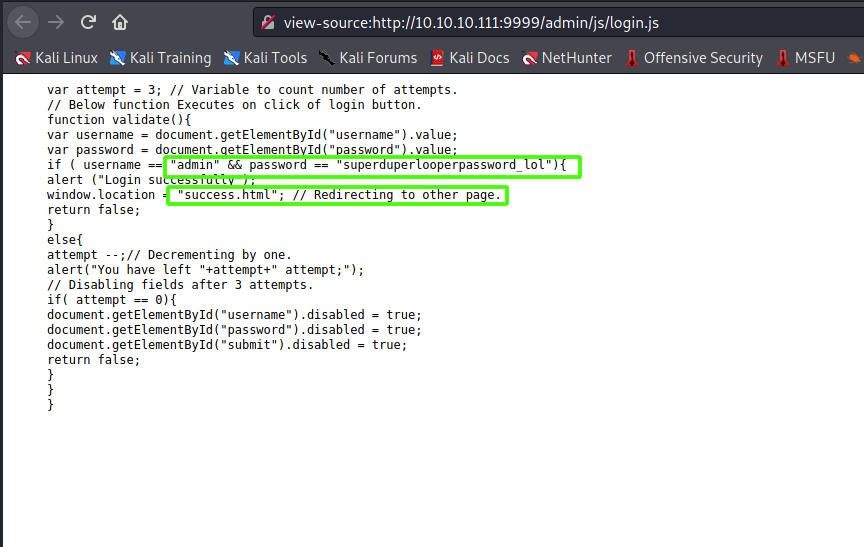 view-source:http://10.10.10.111:9999/admin/js/login.js
Kali Linux Kali Training Kali Tools Kali Forums Kali Docs NetHunter Offensive Security MSFU
var attempt = 3; // Variable to count number of attempts.
// Below function Executes on click of login button.
function validate(){
var username = document.getElementById("username").value;
var password = document.getElementById("password").value;
if ( username == "admin" && password == "superduperlooperpassword_lol"){
alert ("Login successfully");
window.location = "success.html"; // Redirecting to other page.
return false;
}
else{
attempt --;// Decrementing by one.
alert("You have left "+attempt+" attempt;");
// Disabling fields after 3 attempts.
if( attempt == 0){
document.getElementById("username").disabled = true;
document.getElementById("password").disabled = true;
document.getElementById("submit").disabled = true;
return false;
}
}
}